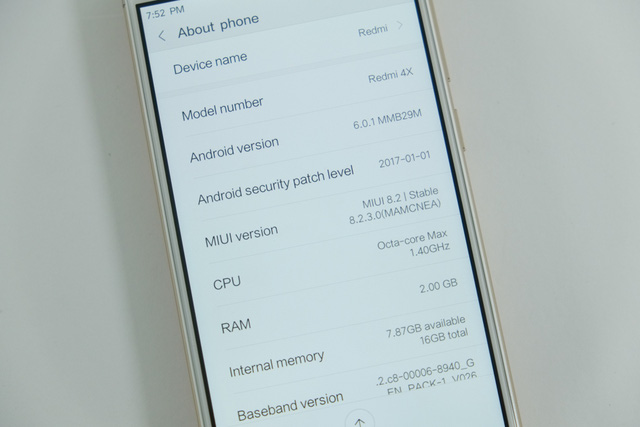 7:52 PM
About phone
Device name
Redmi
Model number
Redmi 4X
Android version
6.0.1 MMB29M
Android security patch level
2017-01-01
MIUI version
MIUI 8.2 | Stable
8.2.3.0(MAMCNEA)
CPU
Octa-core Max
1.40GHz
RAM
2.00 GB
Internal memory
7.87GB available
16GB total
Baseband version
.2.c8-00006-8940_G
EN_PACK-1_V026